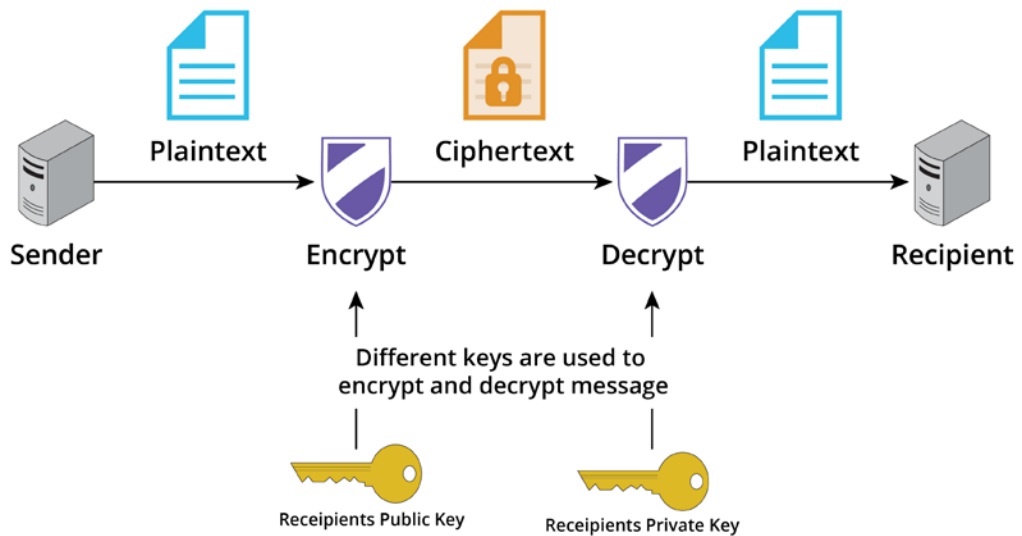 Plaintext
Ciphertext
Plaintext
Sender
Encrypt
Decrypt
Recipient
Different keys are used to
encrypt and decrypt message
Receipients Public Key
Receipients Private Key